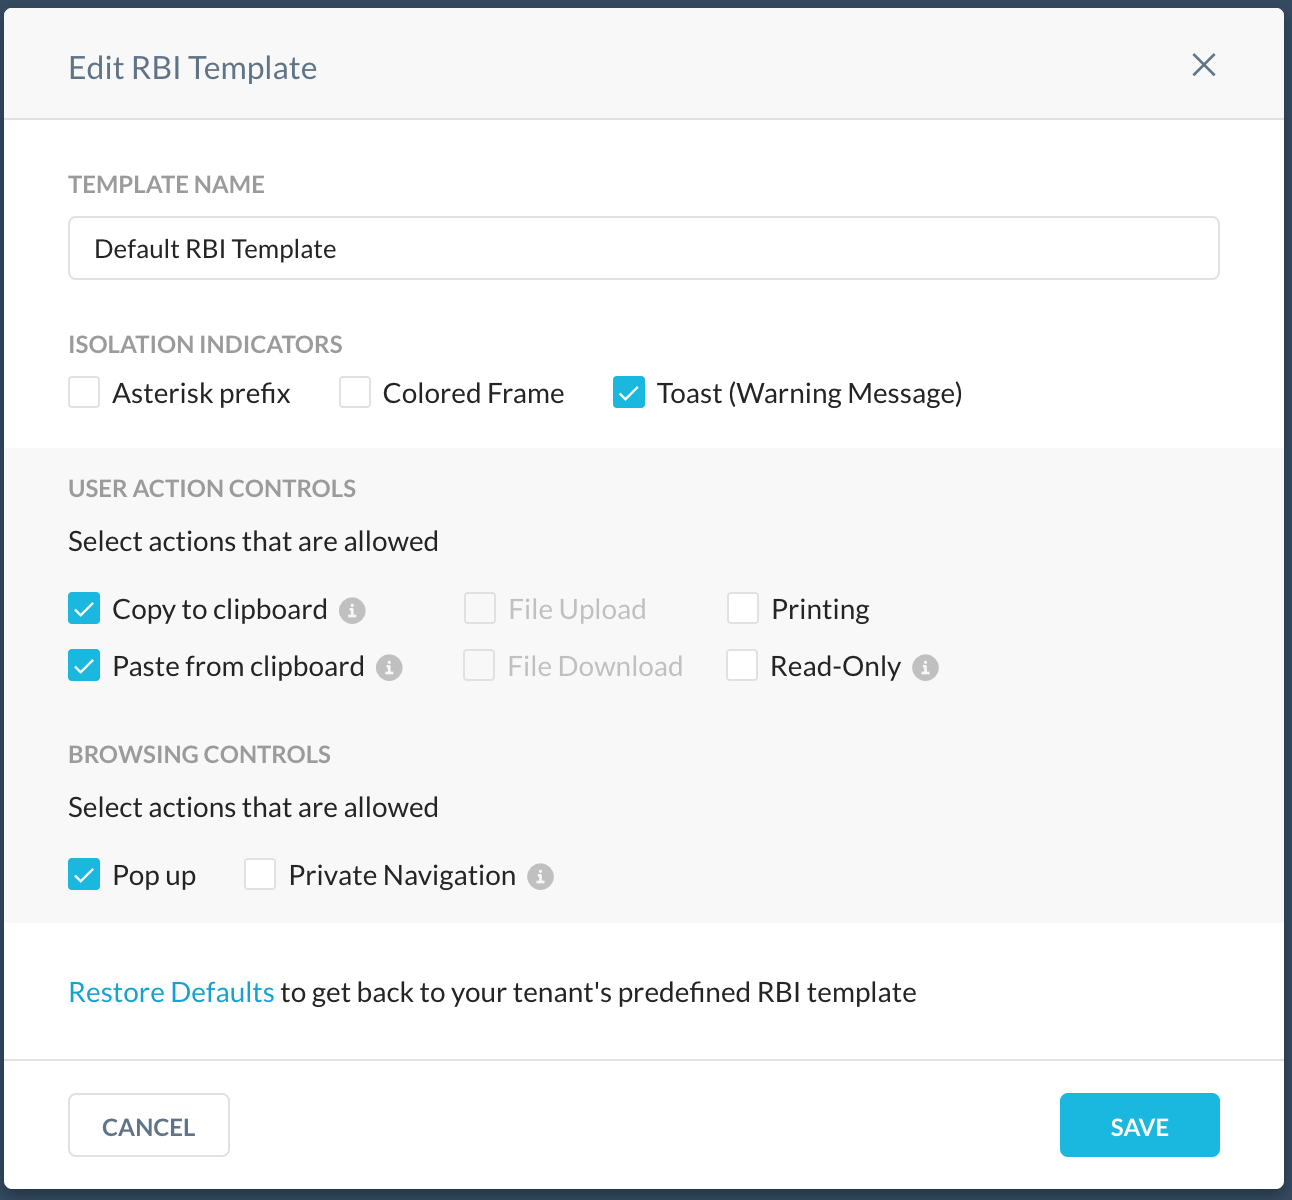 Edit RBI Template
TEMPLATE NAME
Default RBI Template
ISOLATION INDICATORS
Asterisk prefix Colored Frame Toast (Warning Message)
USER ACTION CONTROLS
Select actions that are allowed
Copy to clipboard File Upload Printing
Paste from clipboard File Download Read-Only
BROWSING CONTROLS
Select actions that are allowed
Pop up Private Navigation
Restore Defaults to get back to your tenant's predefined RBI template
CANCEL SAVE